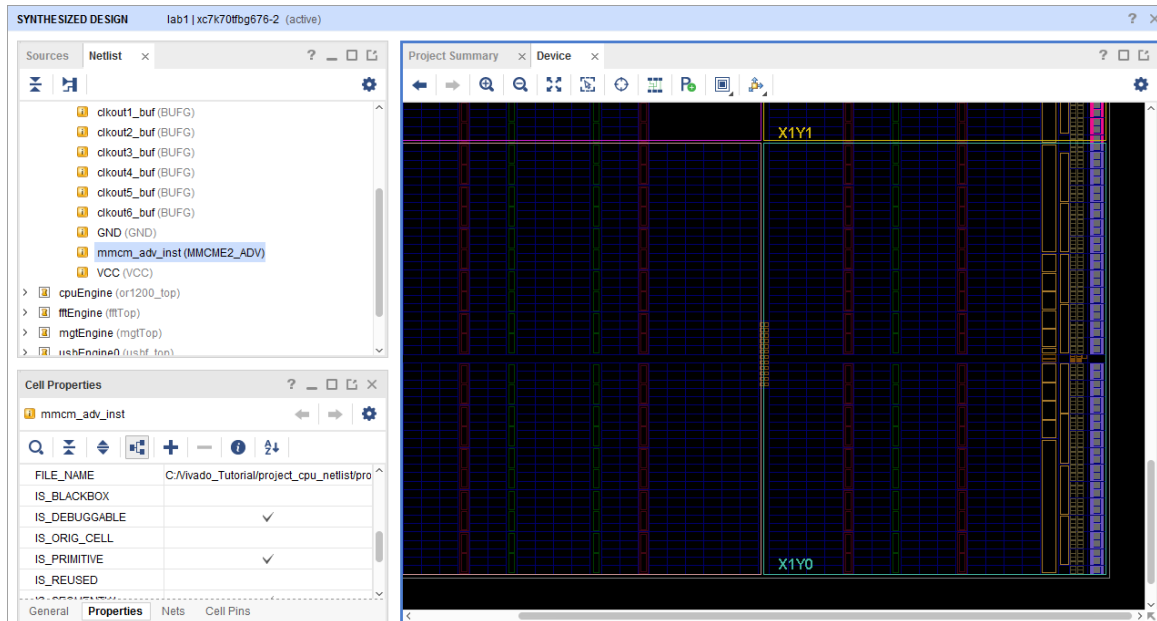 SYNTHESIZED DESIGN lab1 | xc7k70tfbg676-2 (active)
Sources Netlist
clkout1_buf (BUFG)
clkout2_buf (BUFG)
clkout3_buf (BUFG)
clkout4_buf (BUFG)
clkout5_buf (BUFG)
clkout6_buf (BUFG)
GND (GND)
mmcm_adv_inst (MMCME2_ADV)
VCC (VCC)
cpuEngine (or1200_top)
fftEngine (fftTop)
mgtEngine (mgtTop)
usbEngine0 (usbf_top)
Cell Properties
mmcm_adv_inst
FILE_NAME C:/Vivado_Tutorial/project_cpu_netlist/pro
IS_BLACKBOX
IS_DEBUGGABLE
IS_ORIG_CELL
IS_PRIMITIVE
IS_REUSED
General Properties Nets Cell Pins
Project Summary Device
X1Y1
X1Y0